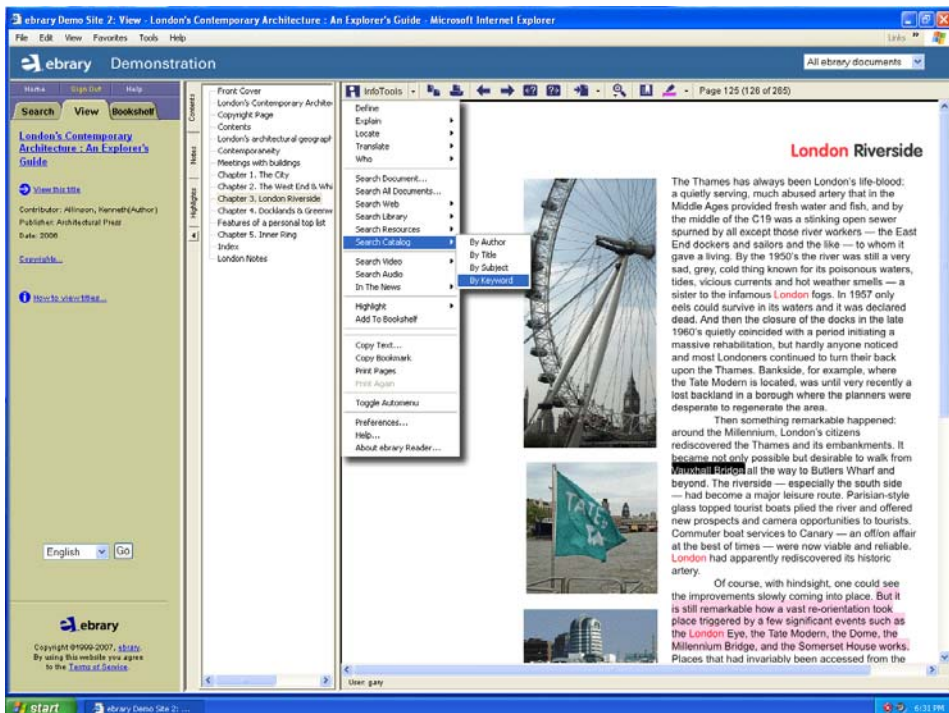 ebrary Demo Site 2: View - London's Contemporary Architecture : An Explorer's Guide - Microsoft Internet Explorer
File Edit View Favorites Tools Help
Links »
ebrary Demonstration
All ebrary documents
Home Sign Out Help
Search View Bookshelf
London's Contemporary
Architecture : An Explorer's
Guide
View this title
Contributor: Allinson, Kenneth(Author)
Publisher: Architectural Press
Date: 2006
Copyright...
How to view titles...
English Go
ebrary
Copyright ©1999-2007, ebrary.
By using this website you agree
to the Terms of Service.
Contents
Notes
Highlights
Front Cover
London's Contemporary Archite
Copyright Page
Contents
London's architectural geograph
Contemporaneity
Meetings with buildings
Chapter 1. The City
Chapter 2. The West End & Whi
Chapter 3. London Riverside
Chapter 4. Docklands & Greenw
Features of a personal top list
Chapter 5. Inner Ring
Index
London Notes
InfoTools
Page 125 (126 of 265)
Define
Explain
Locate
Translate
Who
Search Document...
Search All Documents...
Search Web
Search Library
Search Resources
Search Catalog
Search Video
Search Audio
In The News
Highlight
Add To Bookshelf
Copy Text...
Copy Bookmark
Print Pages
Print Again
Toggle Automenu
Preferences...
Help...
About ebrary Reader...
By Author
By Title
By Subject
By Keyword
London Riverside
The Thames has always been London's life-blood:
a quietly serving, much abused artery that in the
Middle Ages provided fresh water and fish, and by
the middle of the C19 was a stinking open sewer
spurned by all except those river workers — the East
End dockers and sailors and the like — to whom it
gave a living. By the 1950's the river was still a very
sad, grey, cold thing known for its poisonous waters,
tides, vicious currents and hot weather smells — a
sister to the infamous London fogs. In 1957 only
eels could survive in its waters and it was declared
dead. And then the closure of the docks in the late
1960's quietly coincided with a period initiating a
massive rehabilitation, but hardly anyone noticed
and most Londoners continued to turn their back
upon the Thames. Bankside, for example, where
the Tate Modern is located, was until very recently a
lost backland in a borough where the planners were
desperate to regenerate the area.
Then something remarkable happened:
around the Millennium, London's citizens
rediscovered the Thames and its embankments. It
became not only possible but desirable to walk from
Vauxhall Bridge all the way to Butlers Wharf and
beyond. The riverside — especially the south side
— had become a major leisure route. Parisian-style
glass topped tourist boats plied the river and offered
new prospects and camera opportunities to tourists.
Commuter boat services to Canary — an off/on affair
at the best of times — were now viable and reliable.
London had apparently rediscovered its historic
artery.
Of course, with hindsight, one could see
the improvements slowly coming into place. But it
is still remarkable how a vast re-orientation took
place triggered by a few significant events such as
the London Eye, the Tate Modern, the Dome, the
Millennium Bridge, and the Somerset House works.
Places that had invariably been accessed from the
TATE
User: gary
start
ebrary Demo Site 2: ...
6:31 PM